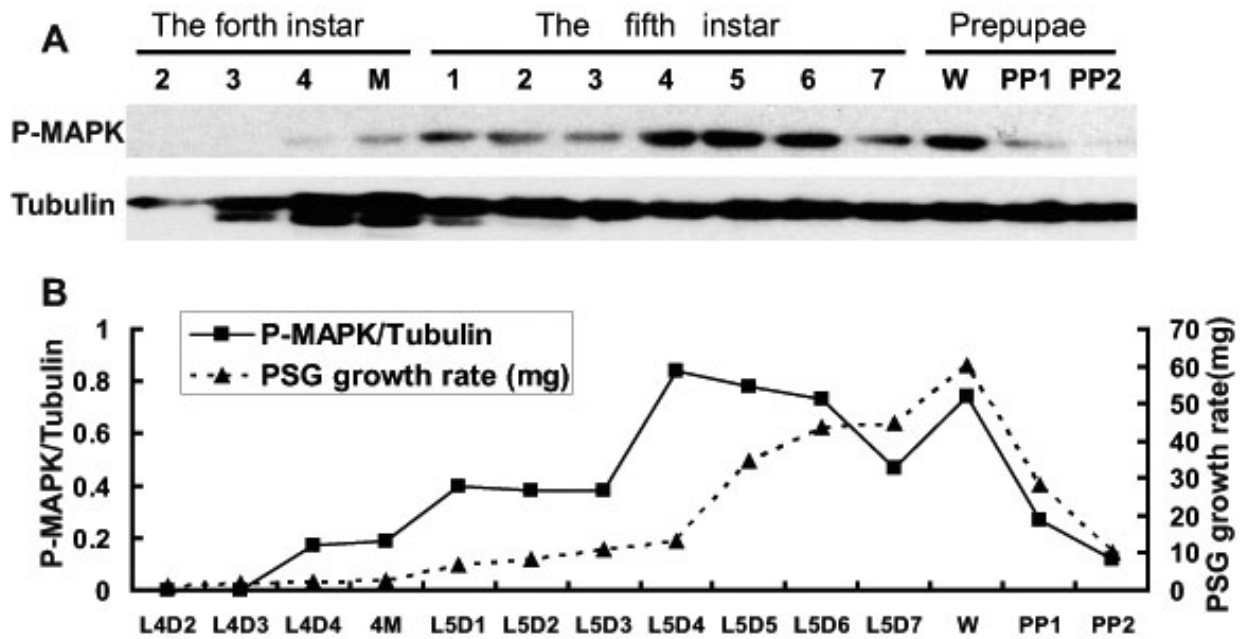 A
The forth instar The fifth instar Prepupae
2 3 4 M 1 2 3 4 5 6 7 W PP1 PP2
P-MAPK
Tubulin
B
P-MAPK/Tubulin
PSG growth rate (mg)
P-MAPK/Tubulin
1
0.8
0.6
0.4
0.2
0
70
60
50
40
30
20
10
0
PSG growth rate(mg)
L4D2 L4D3 L4D4 4M L5D1 L5D2 L5D3 L5D4 L5D5 L5D6 L5D7 W PP1 PP2